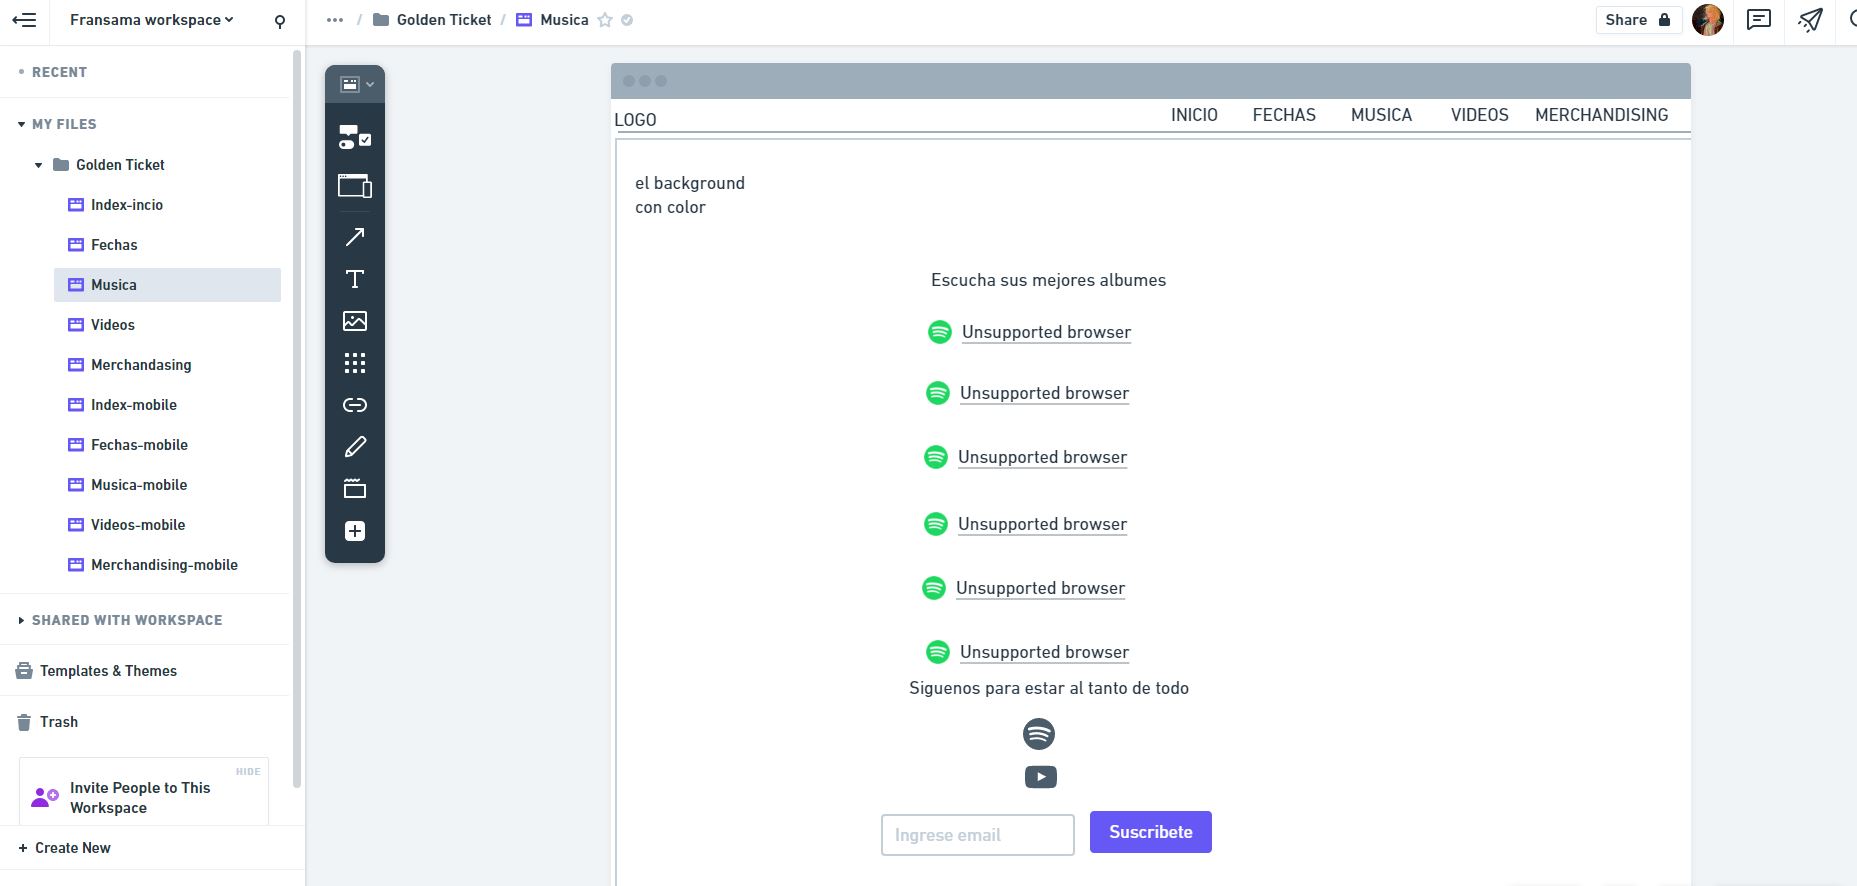 Fransama workspace
Golden Ticket / Musica
Share
RECENT
MY FILES
Golden Ticket
Index-incio
Fechas
Musica
Videos
Merchandasing
Index-mobile
Fechas-mobile
Musica-mobile
Videos-mobile
Merchandising-mobile
SHARED WITH WORKSPACE
Templates & Themes
Trash
HIDE
Invite People to This
Workspace
+ Create New
LOGO
INICIO FECHAS MUSICA VIDEOS MERCHANDISING
el background
con color
Escucha sus mejores albumes
Unsupported browser
Unsupported browser
Unsupported browser
Unsupported browser
Unsupported browser
Unsupported browser
Siguenos para estar al tanto de todo
Ingrese email
Suscribete